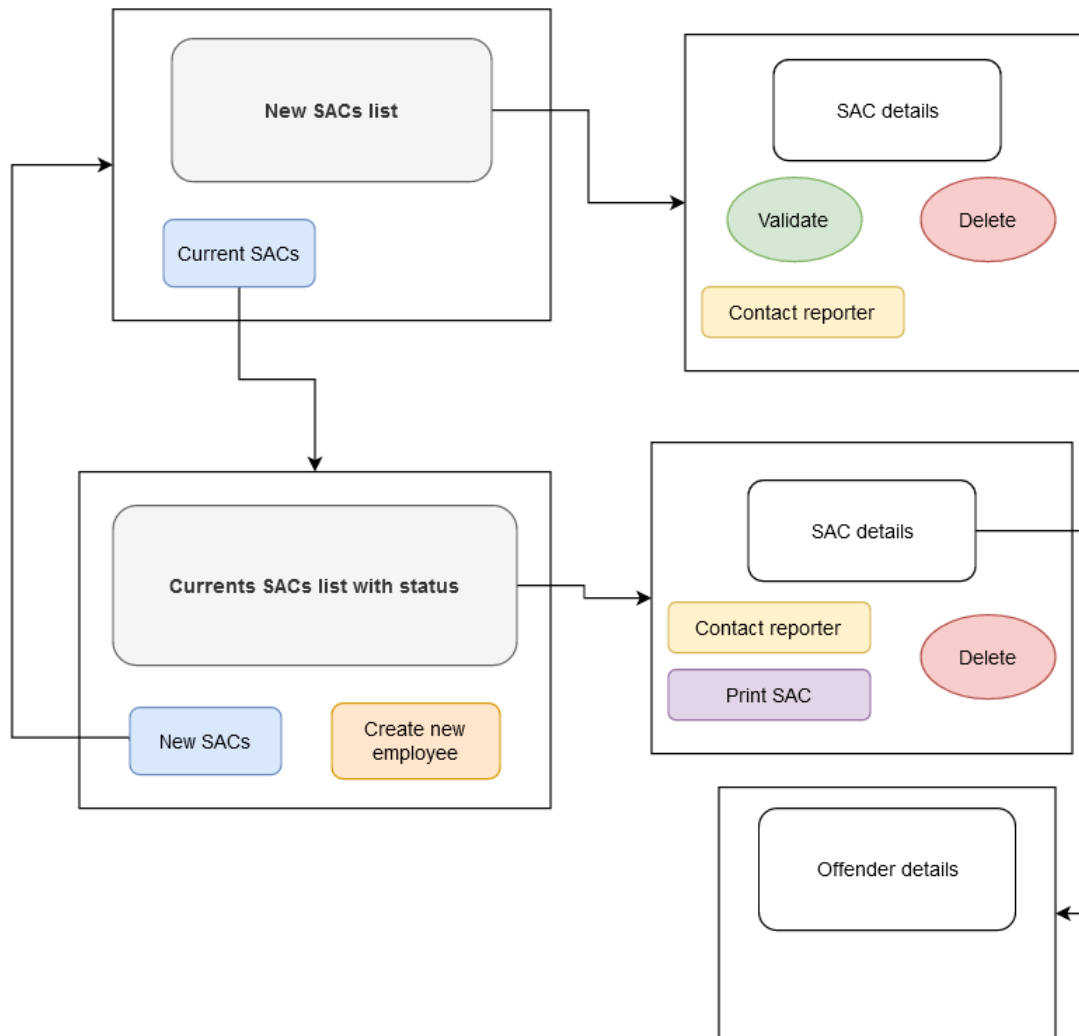 New SACs list
Current SACs
SAC details
Validate
Delete
Contact reporter
Currents SACs list with status
New SACs
Create new
employee
SAC details
Contact reporter
Delete
Print SAC
Offender details